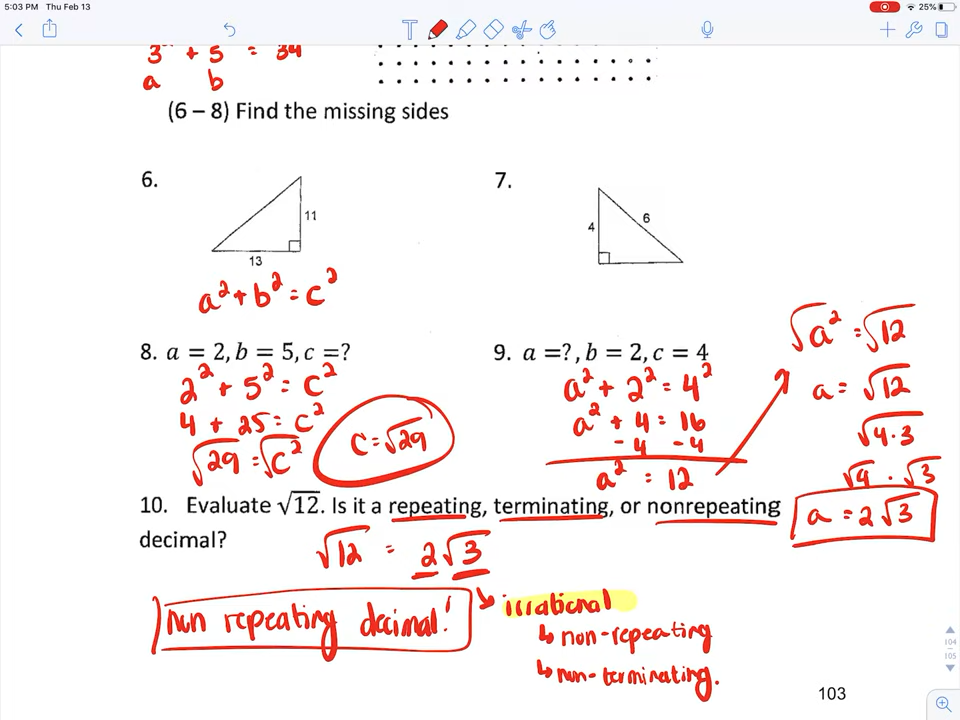 5:03 PM Thu Feb 13
25%
3² + 5² = 34
a b
(6 – 8) Find the missing sides
6.
11
13
a² + b² = c²
7.
4
6
8. a = 2, b = 5, c =?
2² + 5² = c²
4 + 25 = c²
√29 = √c²
c = √29
9. a =?, b = 2, c = 4
a² + 2² = 4²
a² + 4 = 16
-4 -4
a² = 12
√a² = √12
a = √12
√4·3
√4 · √3
a = 2√3
10. Evaluate √12. Is it a repeating, terminating, or nonrepeating
decimal?
√12 = 2√3
non repeating decimal!
irrational
↳ non-repeating
↳ non-terminating.
103
104
105